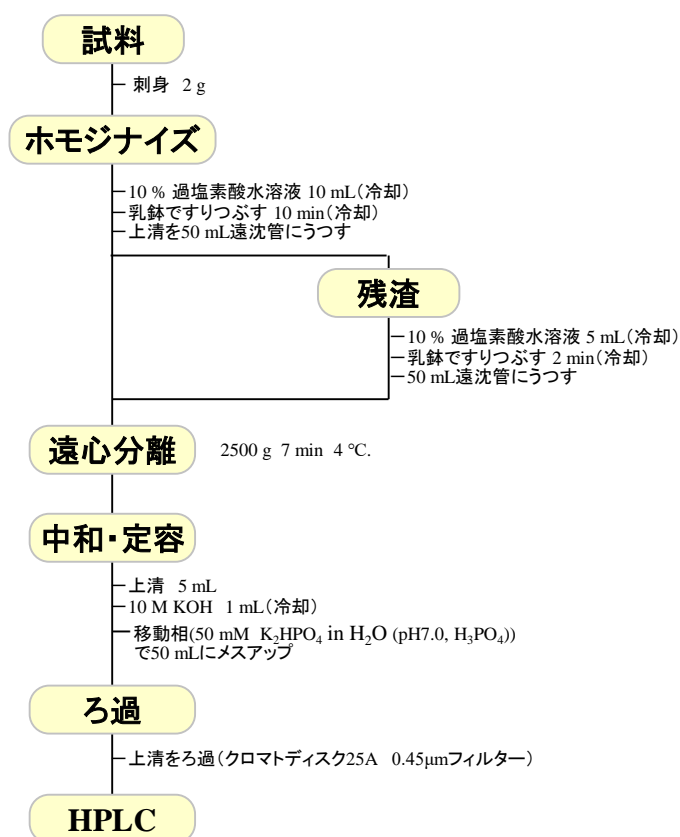 試料
刺身 2 g
ホモジナイズ
10 % 過塩素酸水溶液 10 mL(冷却)
乳鉢ですりつぶす 10 min(冷却)
上清を50 mL遠沈管にうつす
残渣
10 % 過塩素酸水溶液 5 mL(冷却)
乳鉢ですりつぶす 2 min(冷却)
50 mL遠沈管にうつす
遠心分離 2500 g 7 min 4 ℃.
中和・定容
上清 5 mL
10 M KOH 1 mL(冷却)
移動相(50 mM K₂HPO₄ in H₂O (pH7.0, H₃PO₄))
で50 mLにメスアップ
ろ過
上清をろ過(クロマトディスク25A 0.45μmフィルター)
HPLC